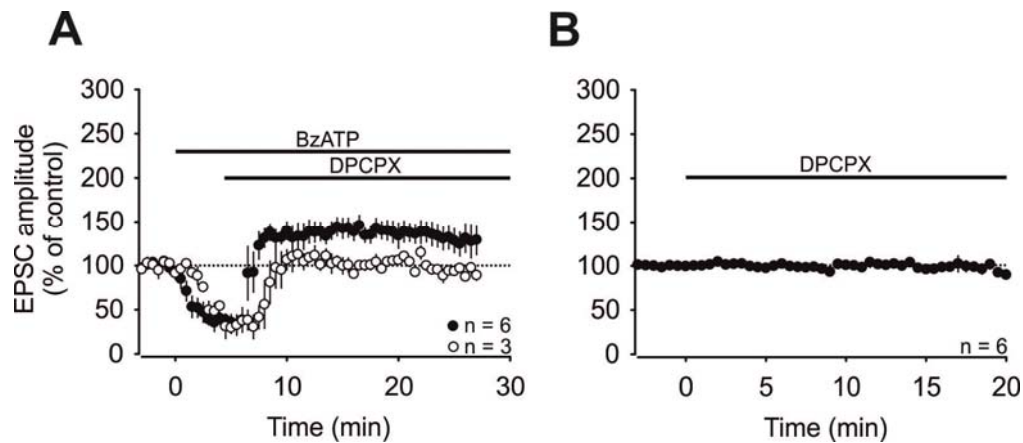 A
EPSC amplitude
(% of control)
300
250
200
150
100
50
0
BzATP
DPCPX
● n = 6
○ n = 3
0
10
20
30
Time (min)
B
300
250
200
150
100
50
0
DPCPX
n = 6
0
5
10
15
20
Time (min)